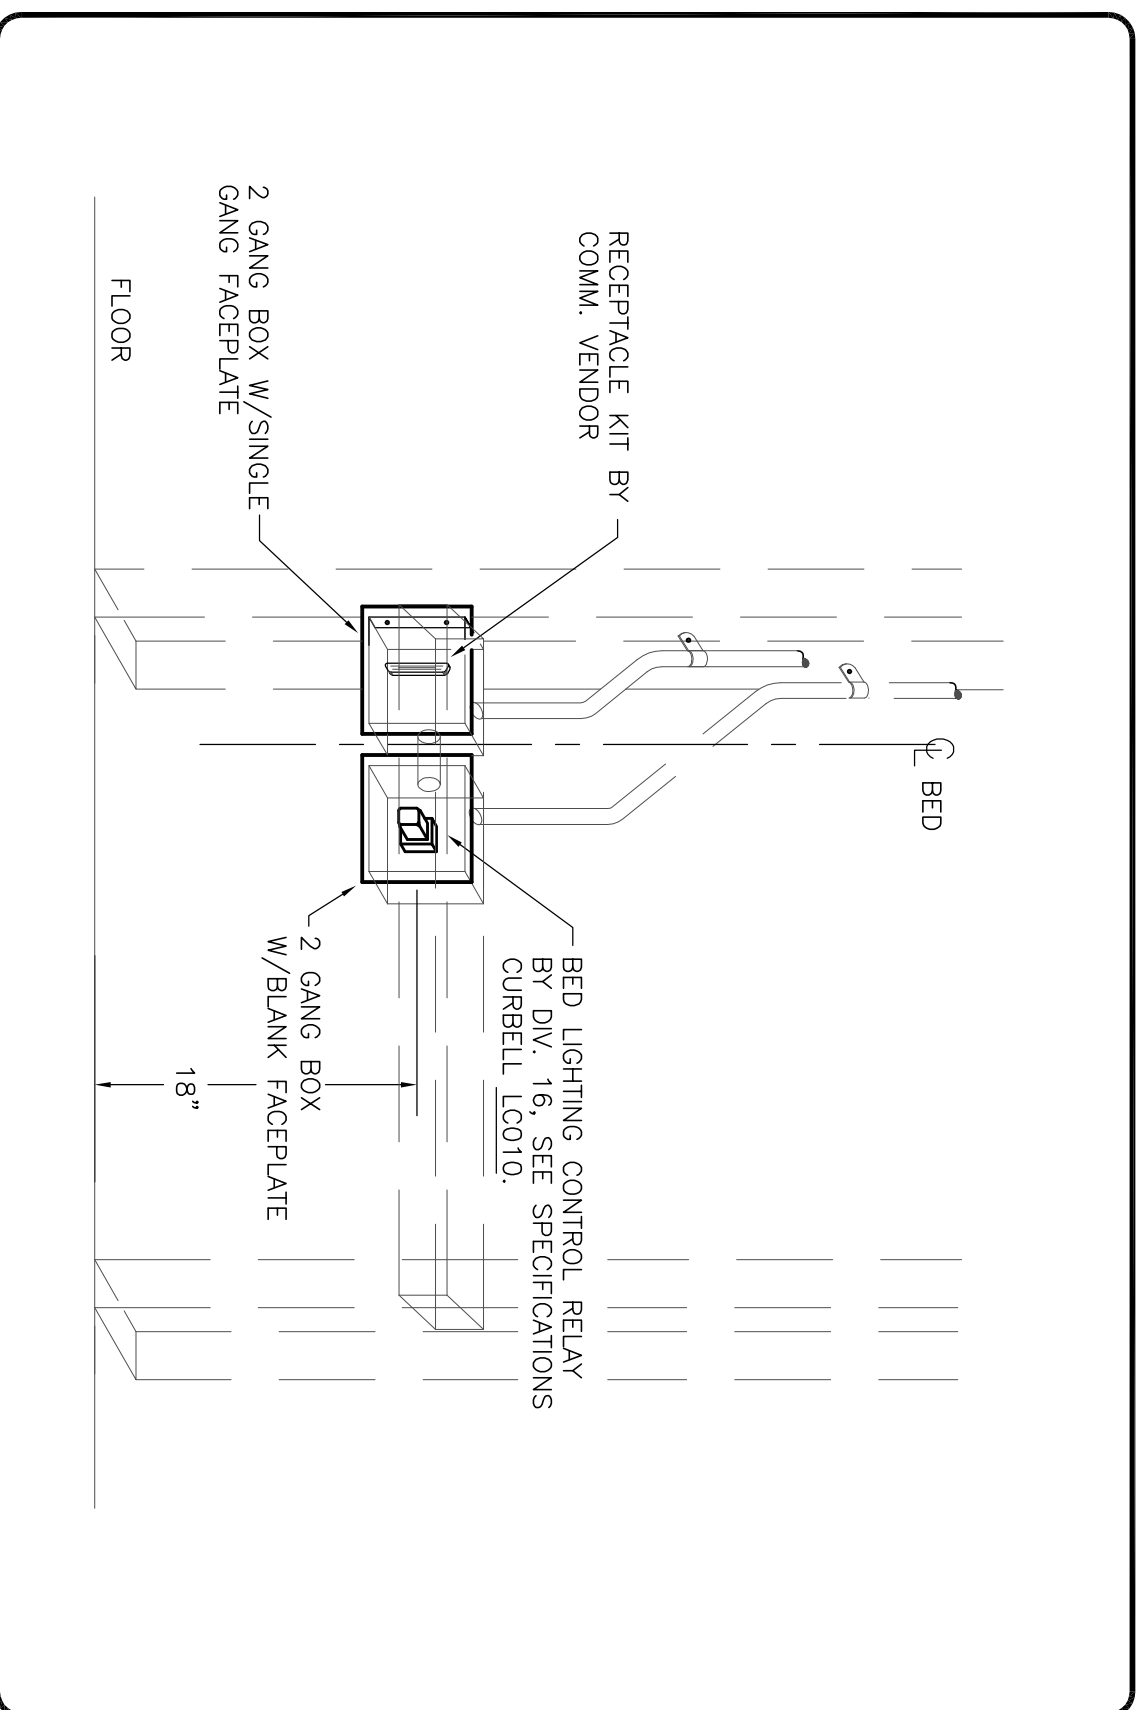 ℄ BED
RECEPTACLE KIT BY
COMM. VENDOR
BED LIGHTING CONTROL RELAY
BY DIV. 16, SEE SPECIFICATIONS
CURBELL LC010.
2 GANG BOX
W/BLANK FACEPLATE
2 GANG BOX W/SINGLE
GANG FACEPLATE
18”
FLOOR